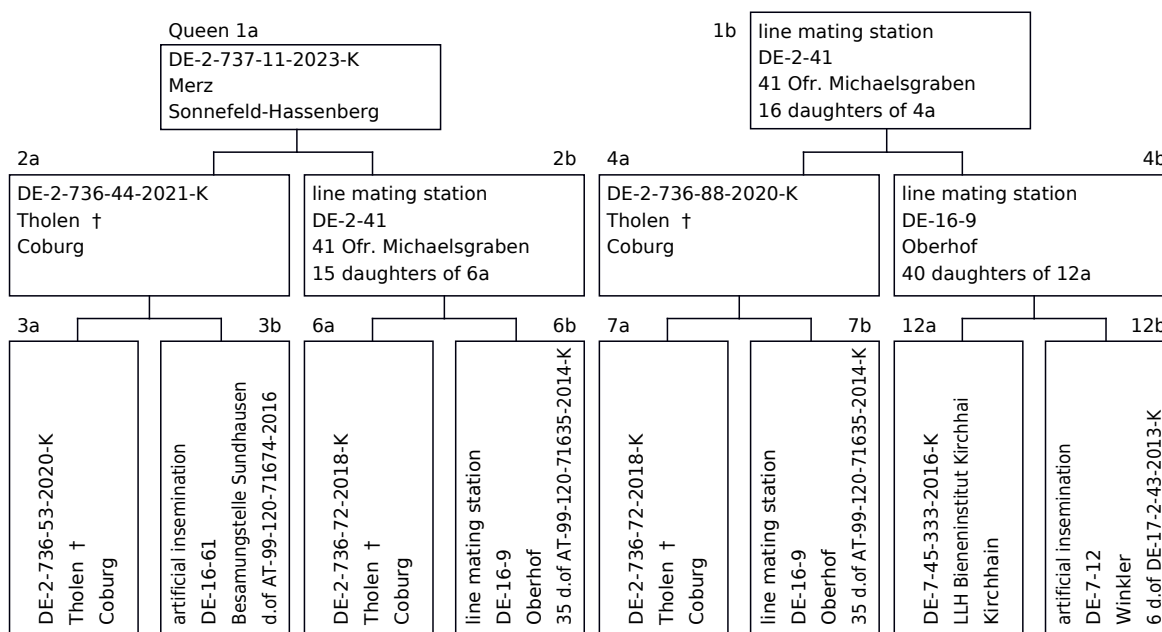 Queen 1a
DE-2-737-11-2023-K
Merz
Sonnefeld-Hassenberg
1b
line mating station
DE-2-41
41 Ofr. Michaelsgraben
16 daughters of 4a
2a
DE-2-736-44-2021-K
Tholen †
Coburg
2b
line mating station
DE-2-41
41 Ofr. Michaelsgraben
15 daughters of 6a
4a
DE-2-736-88-2020-K
Tholen †
Coburg
4b
line mating station
DE-16-9
Oberhof
40 daughters of 12a
3a
DE-2-736-53-2020-K
Tholen †
Coburg
3b
artificial insemination
DE-16-61
Besamungstelle Sundhausen
d.of AT-99-120-71674-2016
6a
DE-2-736-72-2018-K
Tholen †
Coburg
6b
line mating station
DE-16-9
Oberhof
35 d.of AT-99-120-71635-2014-K
7a
DE-2-736-72-2018-K
Tholen †
Coburg
7b
line mating station
DE-16-9
Oberhof
35 d.of AT-99-120-71635-2014-K
12a
DE-7-45-333-2016-K
LLH Bieneninstitut Kirchhai
Kirchhain
12b
artificial insemination
DE-7-12
Winkler
6 d.of DE-17-2-43-2013-K